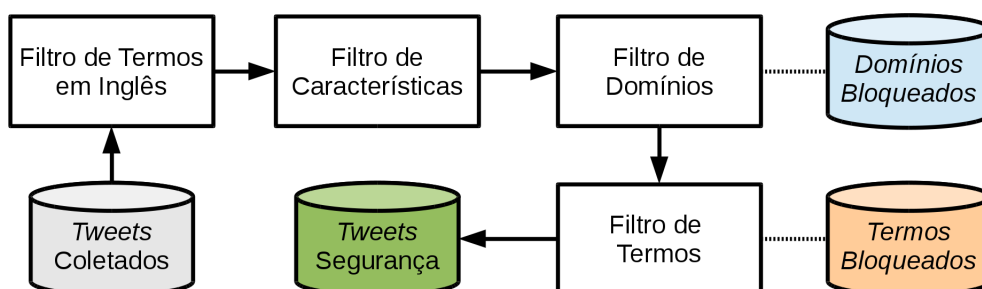 Filtro de Termos
em Inglês
Filtro de
Características
Filtro de
Domínios
Domínios
Bloqueados
Tweets
Coletados
Tweets
Segurança
Filtro de
Termos
Termos
Bloqueados